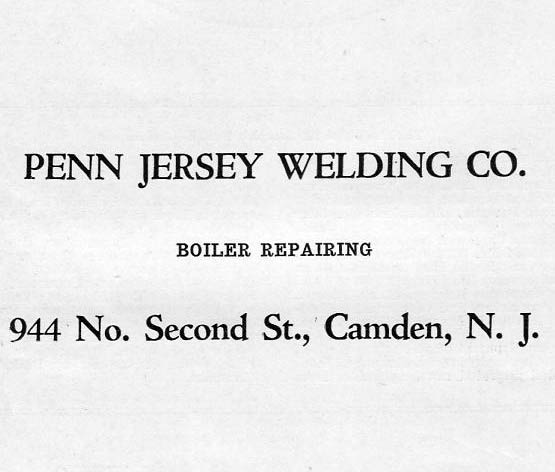 PENN JERSEY WELDING CO.
BOILER REPAIRING
944 No. Second St., Camden, N. J.